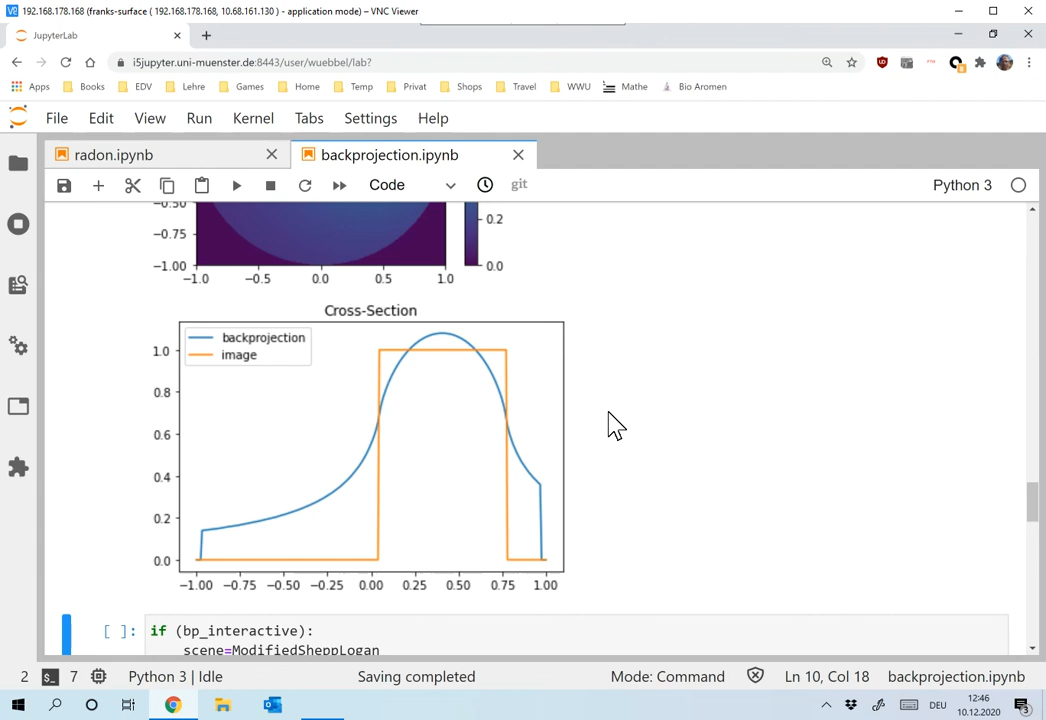 192.168.178.168 (franks-surface ( 192.168.178.168, 10.68.161.130 ) - application mode) – VNC Viewer
JupyterLab
i5jupyter.uni-muenster.de:8443/user/wuebbel/lab?
Apps Books EDV Lehre Games Home Temp Privat Shops Travel WWU Mathe Bio Aromen
File Edit View Run Kernel Tabs Settings Help
radon.ipynb backprojection.ipynb
Code git Python 3
−0.50
−0.75
−1.00
−1.0 −0.5 0.0 0.5 1.0
0.2
0.0
Cross-Section
backprojection
image
1.0
0.8
0.6
0.4
0.2
0.0
−1.00 −0.75 −0.50 −0.25 0.00 0.25 0.50 0.75 1.00
[ ]: if (bp_interactive):
scene=ModifiedSheppLogan
2 7 Python 3 | Idle Saving completed Mode: Command Ln 10, Col 18 backprojection.ipynb
DEU 12:46
10.12.2020 3